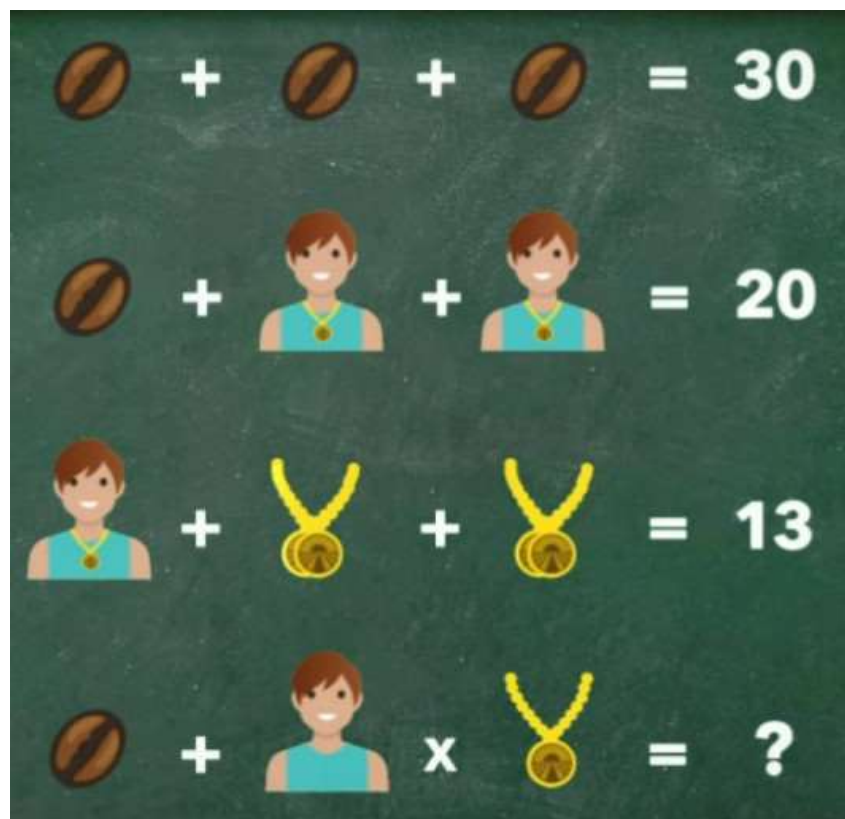 + + = 30
+ + = 20
+ + = 13
+ x = ?